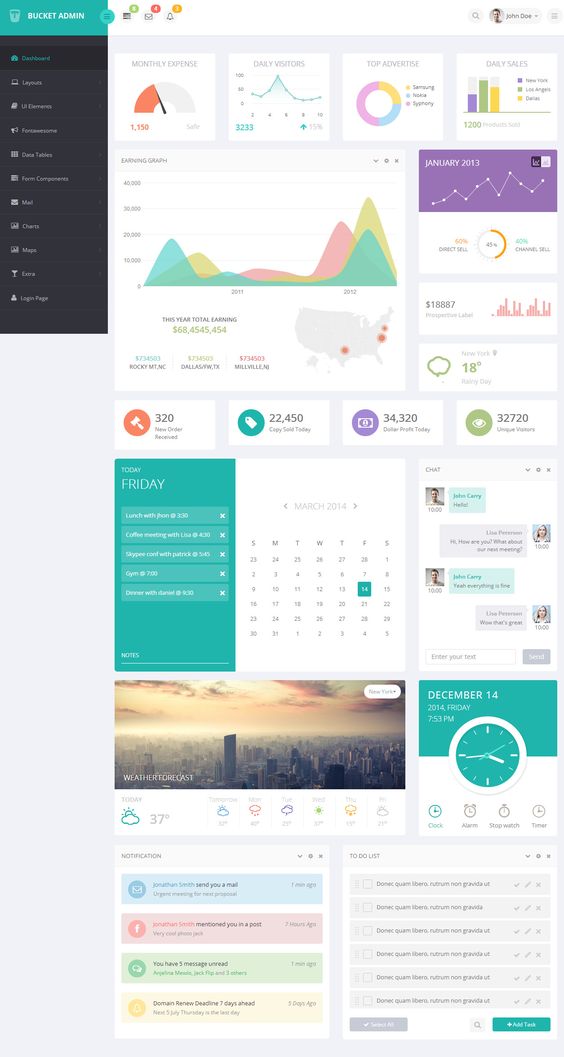 BUCKET ADMIN
8
4
3
John Doe
Dashboard
Layouts
UI Elements
Fontawesome
Data Tables
Form Components
Mail
Charts
Maps
Extra
Login Page
MONTHLY EXPENSE
1,150
Safe
DAILY VISITORS
100
50
0
2 4 6 8 10
3233
15%
TOP ADVERTISE
Samsung
Nokia
Syphony
DAILY SALES
New York
Los Angels
Dallas
1200 Products Sold
EARNING GRAPH
40,000
30,000
20,000
10,000
0
2011 2012
THIS YEAR TOTAL EARNING
$68,4545,454
$734503
ROCKY MT,NC
$734503
DALLAS/FW,TX
$734503
MILLVILLE,NJ
JANUARY 2013
60%
DIRECT SELL
45%
40%
CHANNEL SELL
$18887
Prospective Label
New York
18°
Rainy Day
320
New Order
Received
22,450
Copy Sold Today
34,320
Dollar Profit Today
32720
Unique Visitors
TODAY
FRIDAY
Lunch with jhon @ 3:30
Coffee meeting with Lisa @ 4:30
Skypee conf with patrick @ 5:45
Gym @ 7:00
Dinner with daniel @ 9:30
NOTES
MARCH 2014
S M T W T F S
23 24 25 26 27 28 1
2 3 4 5 6 7 8
9 10 11 12 13 14 15
16 17 18 19 20 21 22
23 24 25 26 27 28 29
30 31 1 2 3 4 5
CHAT
John Carry
Hello!
10:00
Lisa Peterson
Hi, How are you? What about
our next meeting?
10:00
John Carry
Yeah everything is fine
10:00
Lisa Peterson
Wow that's great
10:00
Enter your text
Send
New York
WEATHER FORECAST
TODAY
37°
Tomorrow
32°
Mon
40°
Tue
25°
Wed
37°
Thu
15°
Fri
21°
DECEMBER 14
2014, FRIDAY
7:53 PM
Clock
Alarm
Stop watch
Timer
NOTIFICATION
Jonathan Smith send you a mail
1 min ago
Urgent meeting for next proposal
Jonathan Smith mentioned you in a post
7 Hours Ago
Very cool photo jack
You have 5 message unread
1 min ago
Anjelina Mewlo, Jack Flip and 3 others
Domain Renew Deadline 7 days ahead
5 Days Ago
Next 5 July Thursday is the last day
TO DO LIST
Donec quam libero, rutrum non gravida ut
Donec quam libero, rutrum non gravida
Donec quam libero, rutrum non gravida ut
Donec quam libero, rutrum non gravida ut
Donec quam libero, rutrum non gravida ut
Donec quam libero, rutrum non gravida ut
Select All
Add Task